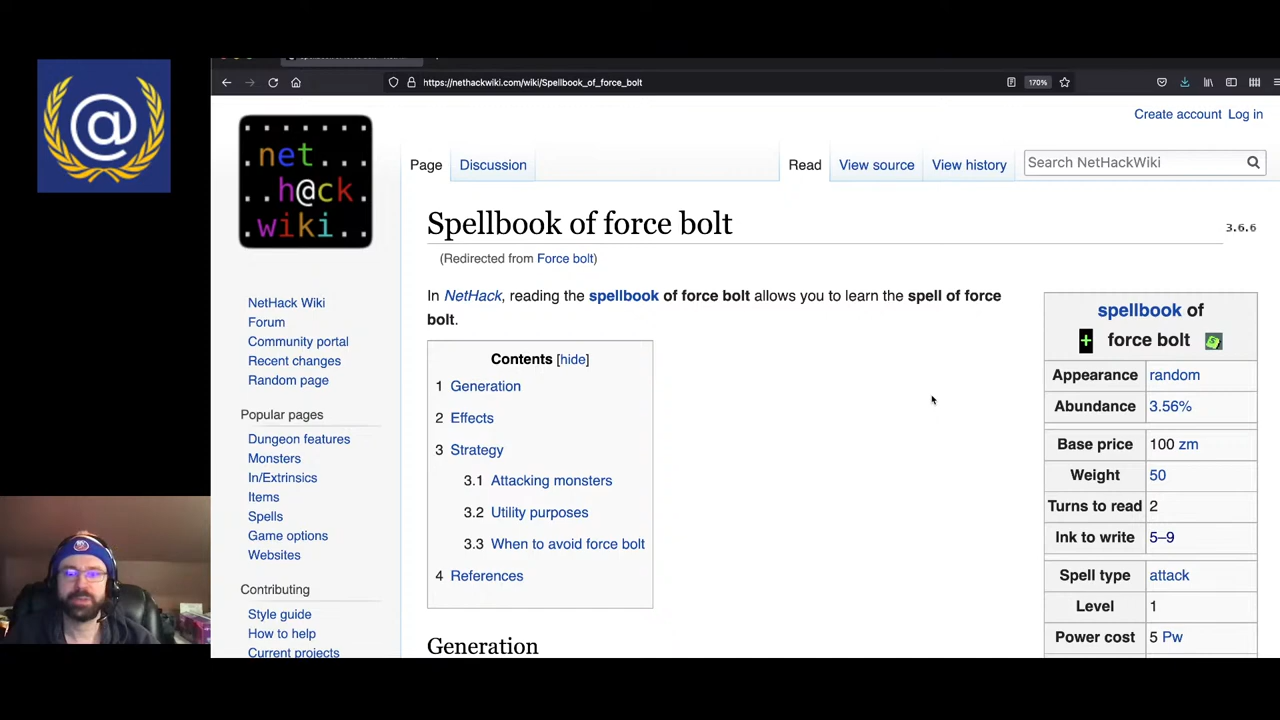 @
https://nethackwiki.com/wiki/Spellbook_of_force_bolt
170%
Create account Log in
net
h@ck
wiki
Page Discussion Read View source View history Search NetHackWiki
Spellbook of force bolt
3.6.6
(Redirected from Force bolt)
In NetHack, reading the spellbook of force bolt allows you to learn the spell of force
bolt.
NetHack Wiki
Forum
Community portal
Recent changes
Random page
Popular pages
Dungeon features
Monsters
In/Extrinsics
Items
Spells
Game options
Websites
Contributing
Style guide
How to help
Current projects
Contents [hide]
1 Generation
2 Effects
3 Strategy
3.1 Attacking monsters
3.2 Utility purposes
3.3 When to avoid force bolt
4 References
Generation
spellbook of
+ force bolt
Appearance random
Abundance 3.56%
Base price 100 zm
Weight 50
Turns to read 2
Ink to write 5–9
Spell type attack
Level 1
Power cost 5 Pw